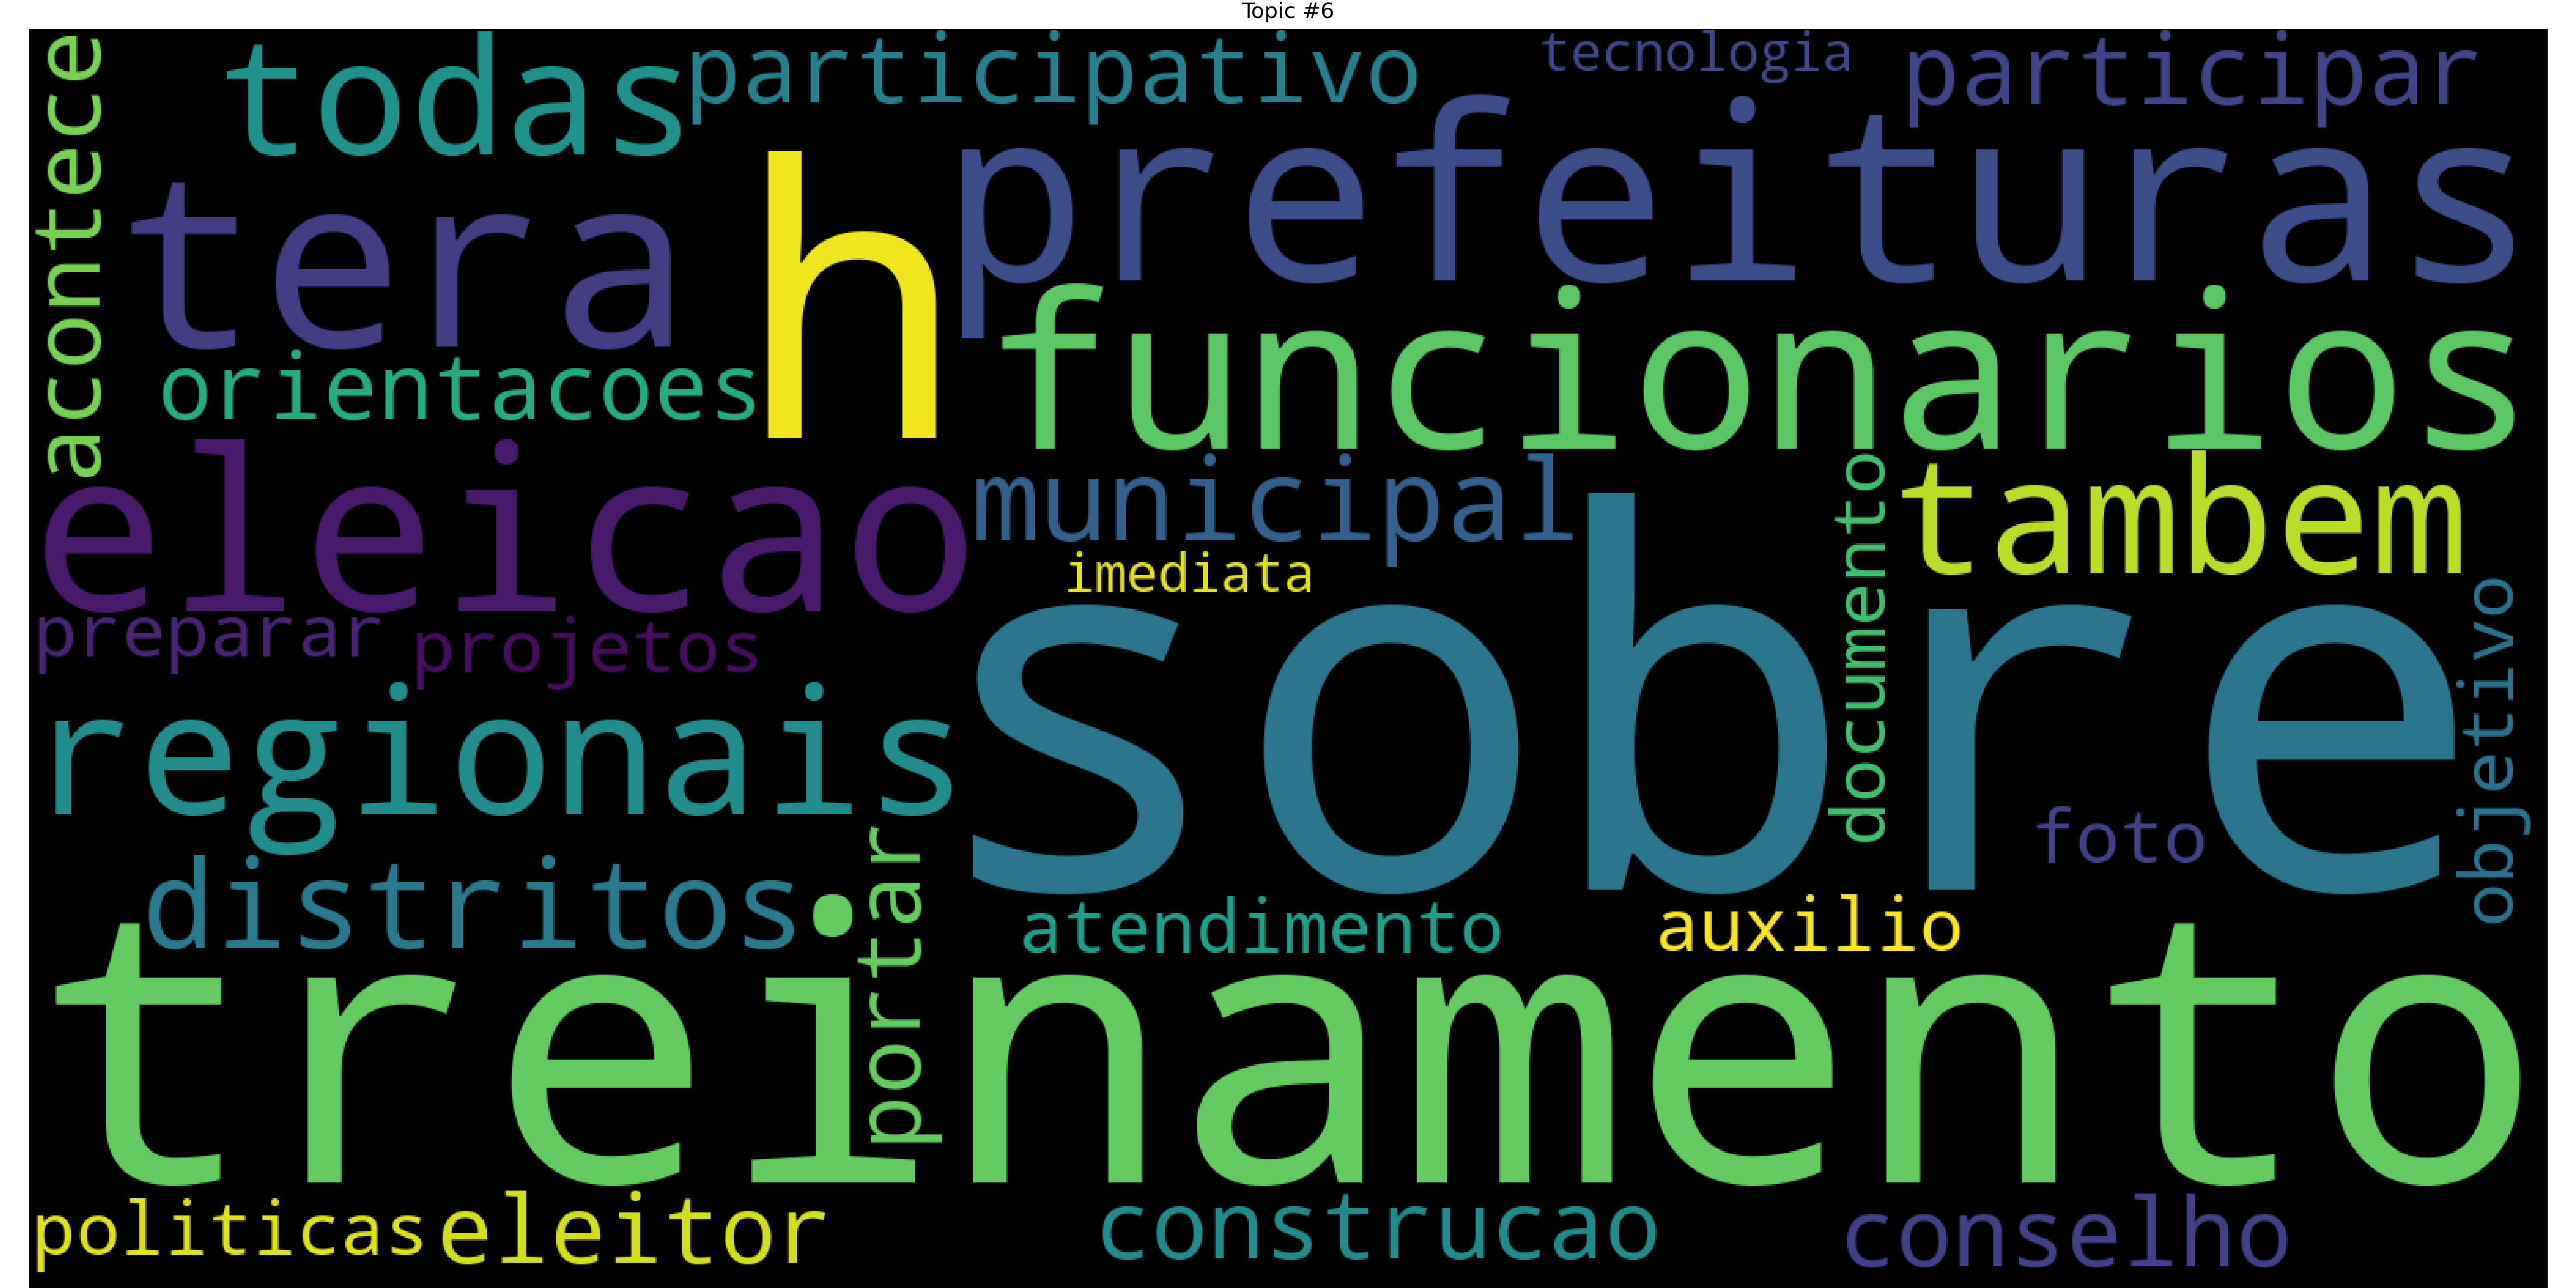 Topic #6
acontece
todas
participativo
tecnologia
participar
tera
h
prefeituras
orientacoes
funcionarios
eleicao
municipal
documento
tambem
imediata
sobre
objetivo
preparar
projetos
regionais
foto
distritos
portar
atendimento
auxilio
treinamento
politicas
eleitor
construcao
conselho